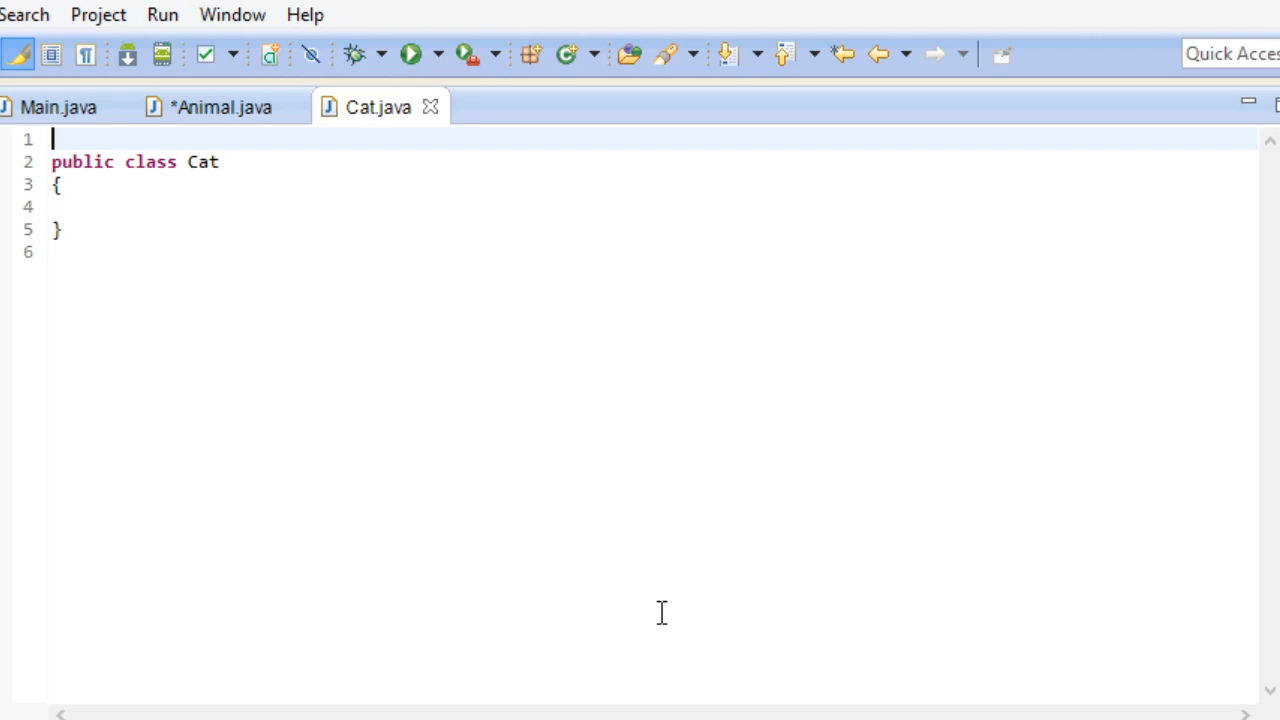 Search Project Run Window Help
Quick Acces
Main.java *Animal.java Cat.java
1
2 public class Cat
3 {
4
5 }
6